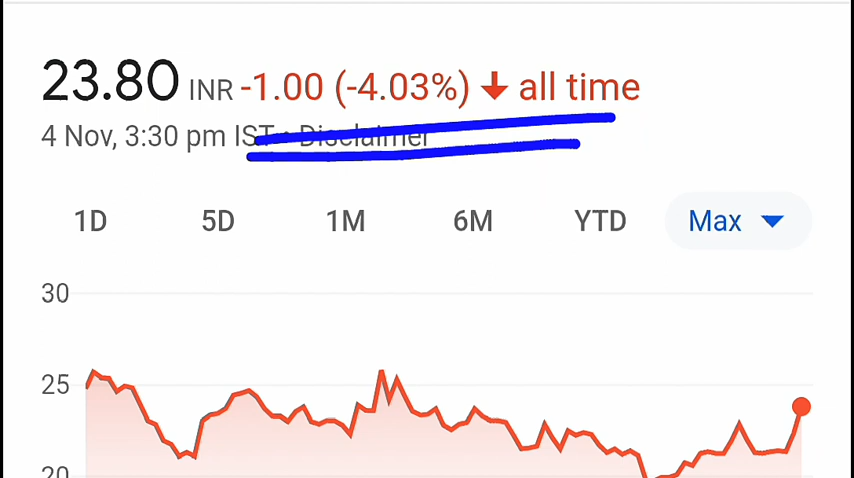 23.80 INR -1.00 (-4.03%) ↓ all time
4 Nov, 3:30 pm IST • Disclaimer
1D 5D 1M 6M YTD Max
30
25
20